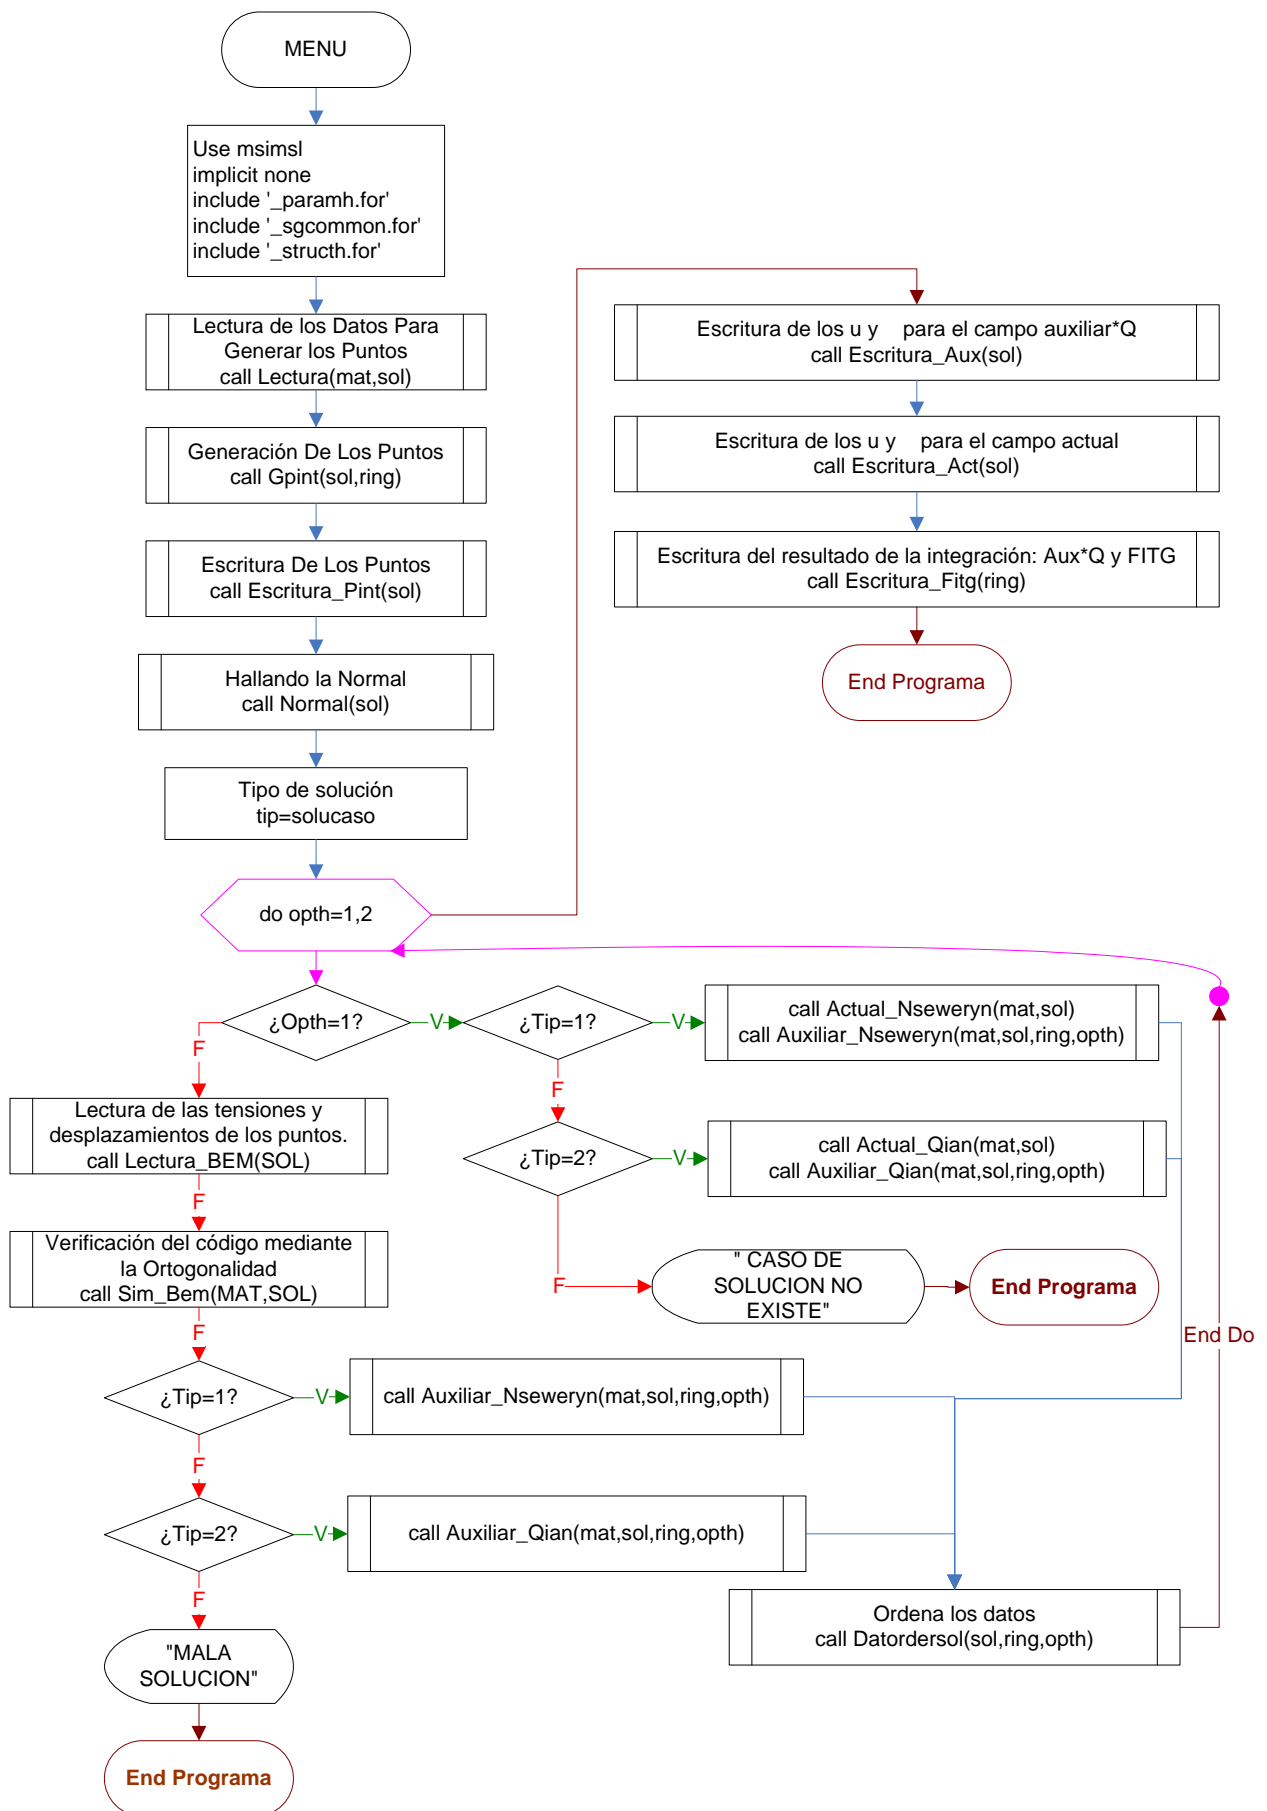 MENU
Use msimsl
implicit none
include '_paramh.for'
include '_sgcommon.for'
include '_structh.for'
Lectura de los Datos Para
Generar los Puntos
call Lectura(mat,sol)
Generación De Los Puntos
call Gpint(sol,ring)
Escritura De Los Puntos
call Escritura_Pint(sol)
Hallando la Normal
call Normal(sol)
Tipo de solución
tip=solucaso
do opth=1,2
Escritura de los u y para el campo auxiliar*Q
call Escritura_Aux(sol)
Escritura de los u y para el campo actual
call Escritura_Act(sol)
Escritura del resultado de la integración: Aux*Q y FITG
call Escritura_Fitg(ring)
End Programa
¿Opth=1?
V
¿Tip=1?
V
call Actual_Nseweryn(mat,sol)
call Auxiliar_Nseweryn(mat,sol,ring,opth)
F
F
Lectura de las tensiones y
desplazamientos de los puntos.
call Lectura_BEM(SOL)
¿Tip=2?
V
call Actual_Qian(mat,sol)
call Auxiliar_Qian(mat,sol,ring,opth)
F
F
Verificación del código mediante
la Ortogonalidad
call Sim_Bem(MAT,SOL)
" CASO DE
SOLUCION NO
EXISTE"
End Programa
End Do
F
¿Tip=1?
V
call Auxiliar_Nseweryn(mat,sol,ring,opth)
F
¿Tip=2?
V
call Auxiliar_Qian(mat,sol,ring,opth)
F
Ordena los datos
call Datordersol(sol,ring,opth)
"MALA
SOLUCION"
End Programa